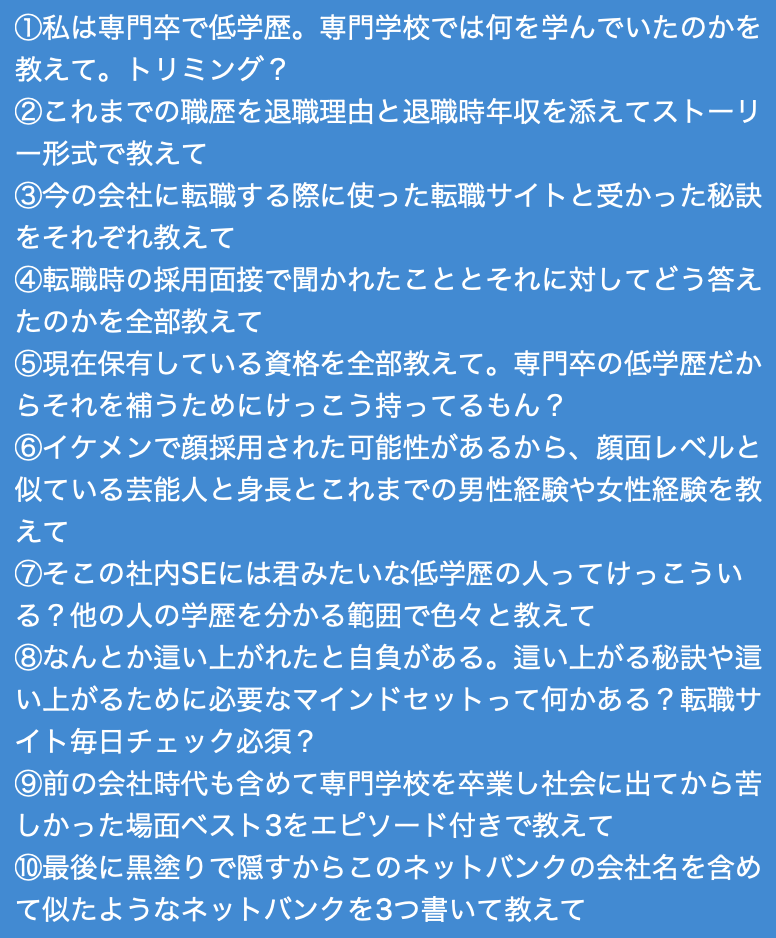 ①私は専門卒で低学歴。専門学校では何を学んでいたのかを
教えて。トリミング？
②これまでの職歴を退職理由と退職時年収を添えてストーリ
ー形式で教えて
③今の会社に転職する際に使った転職サイトと受かった秘訣
をそれぞれ教えて
④転職時の採用面接で聞かれたこととそれに対してどう答え
たのかを全部教えて
⑤現在保有している資格を全部教えて。専門卒の低学歴だか
らそれを補うためにけっこう持ってるもん？
⑥イケメンで顔採用された可能性があるから、顔面レベルと
似ている芸能人と身長とこれまでの男性経験や女性経験を教
えて
⑦そこの社内SEには君みたいな低学歴の人ってけっこうい
る？他の人の学歴を分かる範囲で色々と教えて
⑧なんとか這い上がれたと自負がある。這い上がる秘訣や這
い上がるために必要なマインドセットって何かある？転職サ
イト毎日チェック必須？
⑨前の会社時代も含めて専門学校を卒業し社会に出てから苦
しかった場面ベスト3をエピソード付きで教えて
⑩最後に黒塗りで隠すからこのネットバンクの会社名を含め
て似たようなネットバンクを3つ書いて教えて